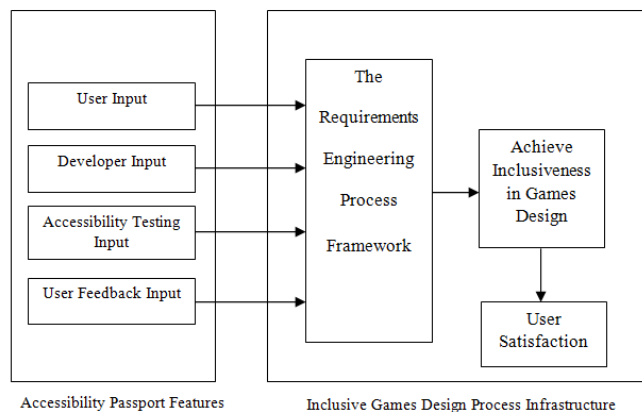 User Input
Developer Input
Accessibility Testing
Input
User Feedback Input
The
Requirements
Engineering
Process
Framework
Achieve
Inclusiveness
in Games
Design
User
Satisfaction
Accessibility Passport Features
Inclusive Games Design Process Infrastructure